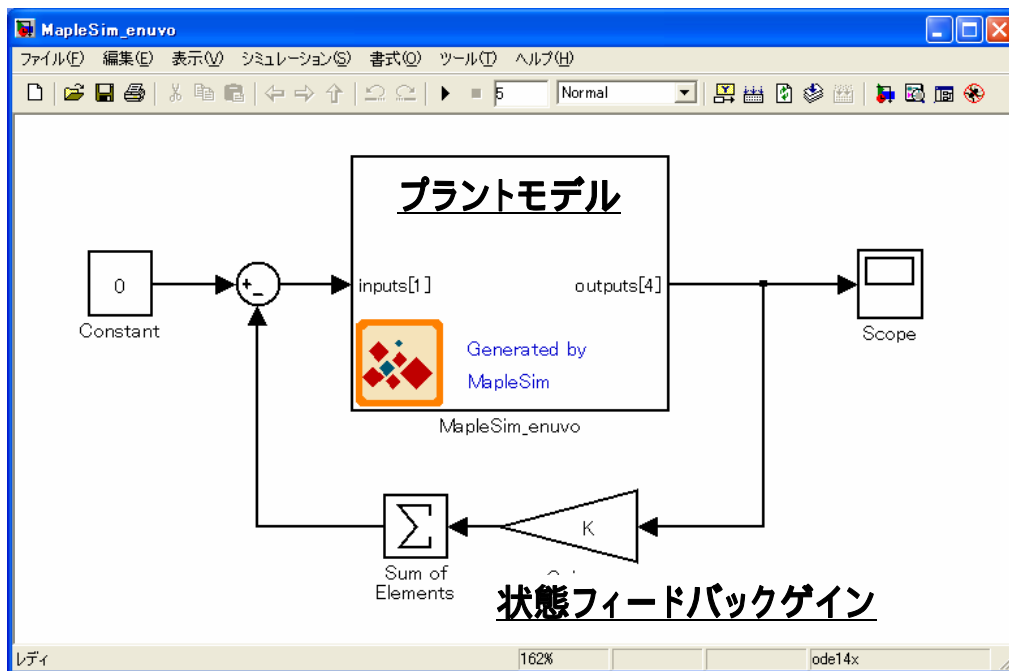 MapleSim_enuvo
ファイル(F) 編集(E) 表示(V) シミュレーション(S) 書式(O) ツール(T) ヘルプ(H)
5 Normal
プラントモデル
0
+
-
inputs[1] outputs[4]
Constant
Scope
Generated by
MapleSim
MapleSim_enuvo
K
Sum of
Elements
状態フィードバックゲイン
レディ 162% ode14x